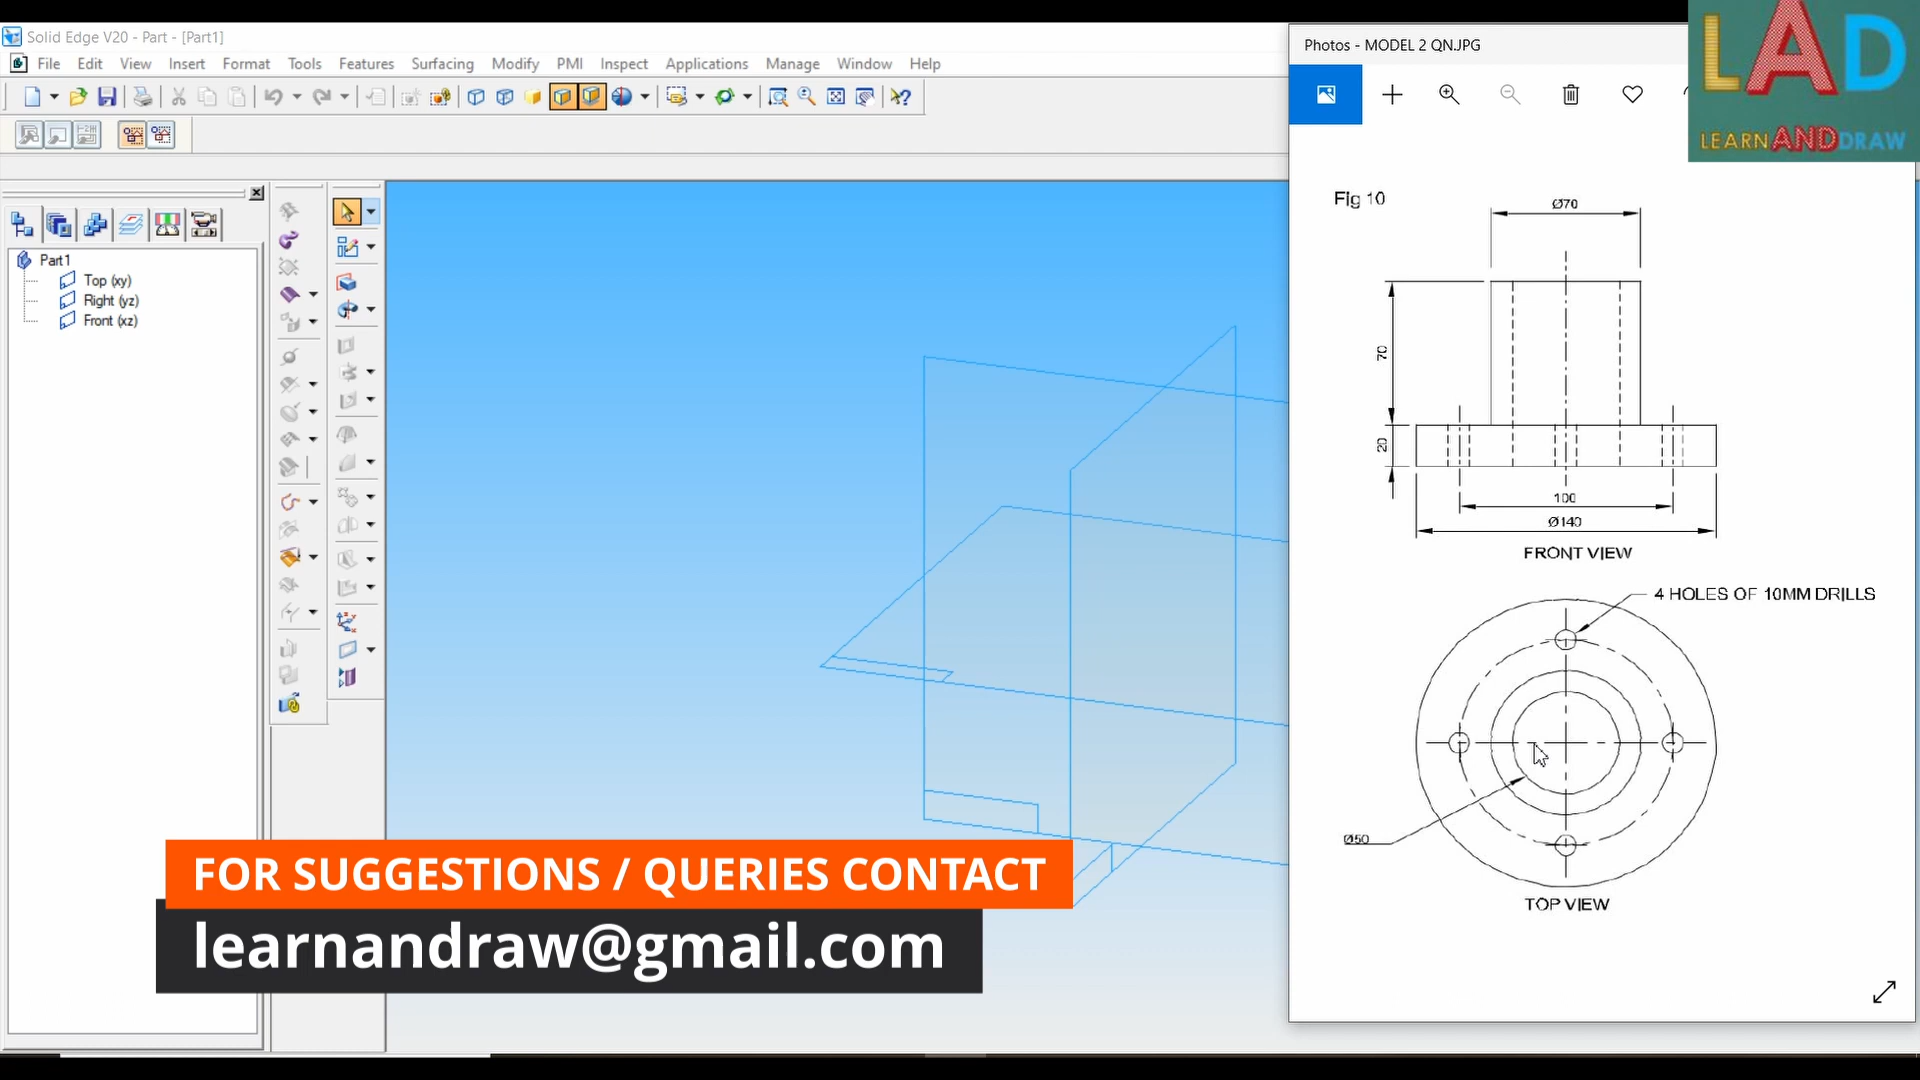 Solid Edge V20 - Part - [Part1]
File Edit View Insert Format Tools Features Surfacing Modify PMI Inspect Applications Manage Window Help
Part1
Top (xy)
Right (yz)
Front (xz)
Photos - MODEL 2 QN.JPG
LAD
LEARNANDDRAW
Fig 10
Ø70
70
20
100
Ø140
FRONT VIEW
4 HOLES OF 10MM DRILLS
Ø50
TOP VIEW
FOR SUGGESTIONS / QUERIES CONTACT
learnandraw@gmail.com